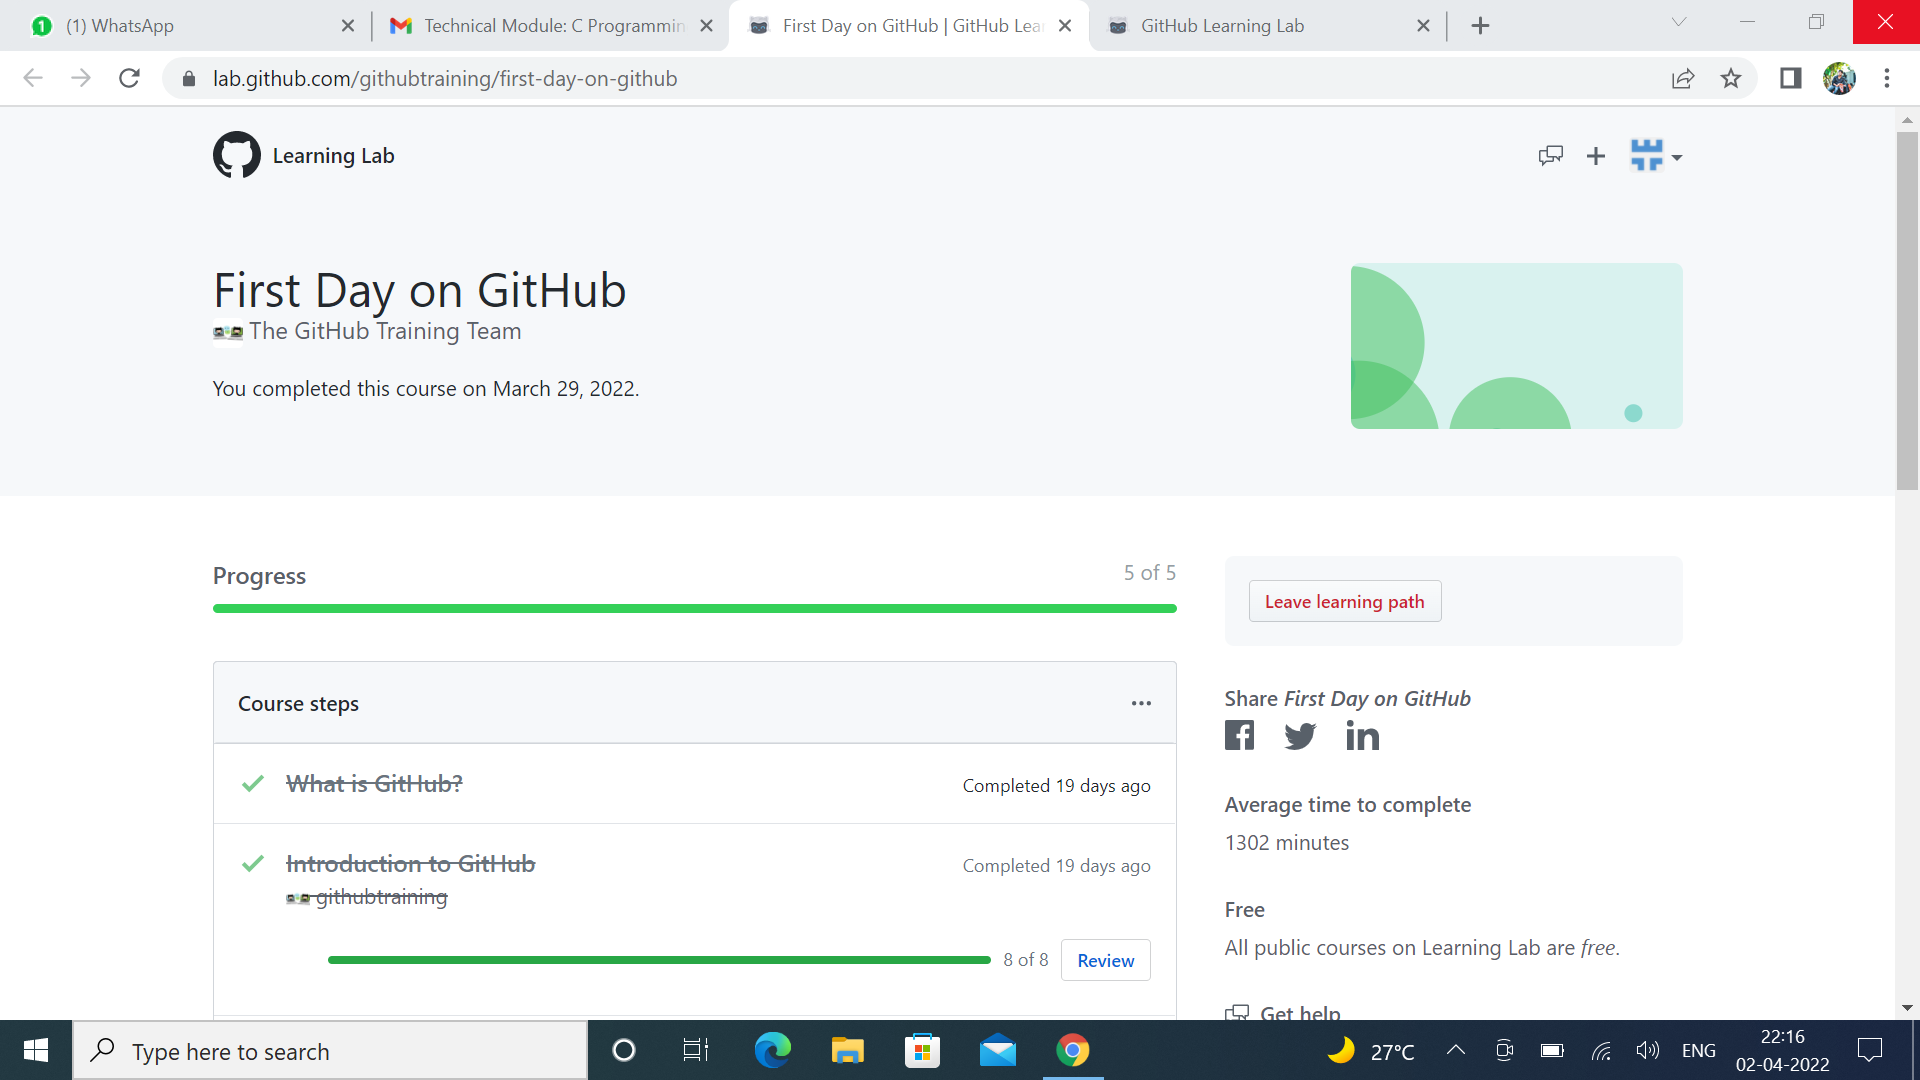 (1) WhatsApp
Technical Module: C Programmin
First Day on GitHub | GitHub Lea
GitHub Learning Lab
lab.github.com/githubtraining/first-day-on-github
Learning Lab
First Day on GitHub
The GitHub Training Team
You completed this course on March 29, 2022.
Progress
5 of 5
Leave learning path
Course steps
Share First Day on GitHub
What is GitHub?
Completed 19 days ago
Average time to complete
1302 minutes
Introduction to GitHub
Completed 19 days ago
githubtraining
Free
All public courses on Learning Lab are free.
8 of 8
Review
Get help
Type here to search
27°C
ENG
22:16
02-04-2022